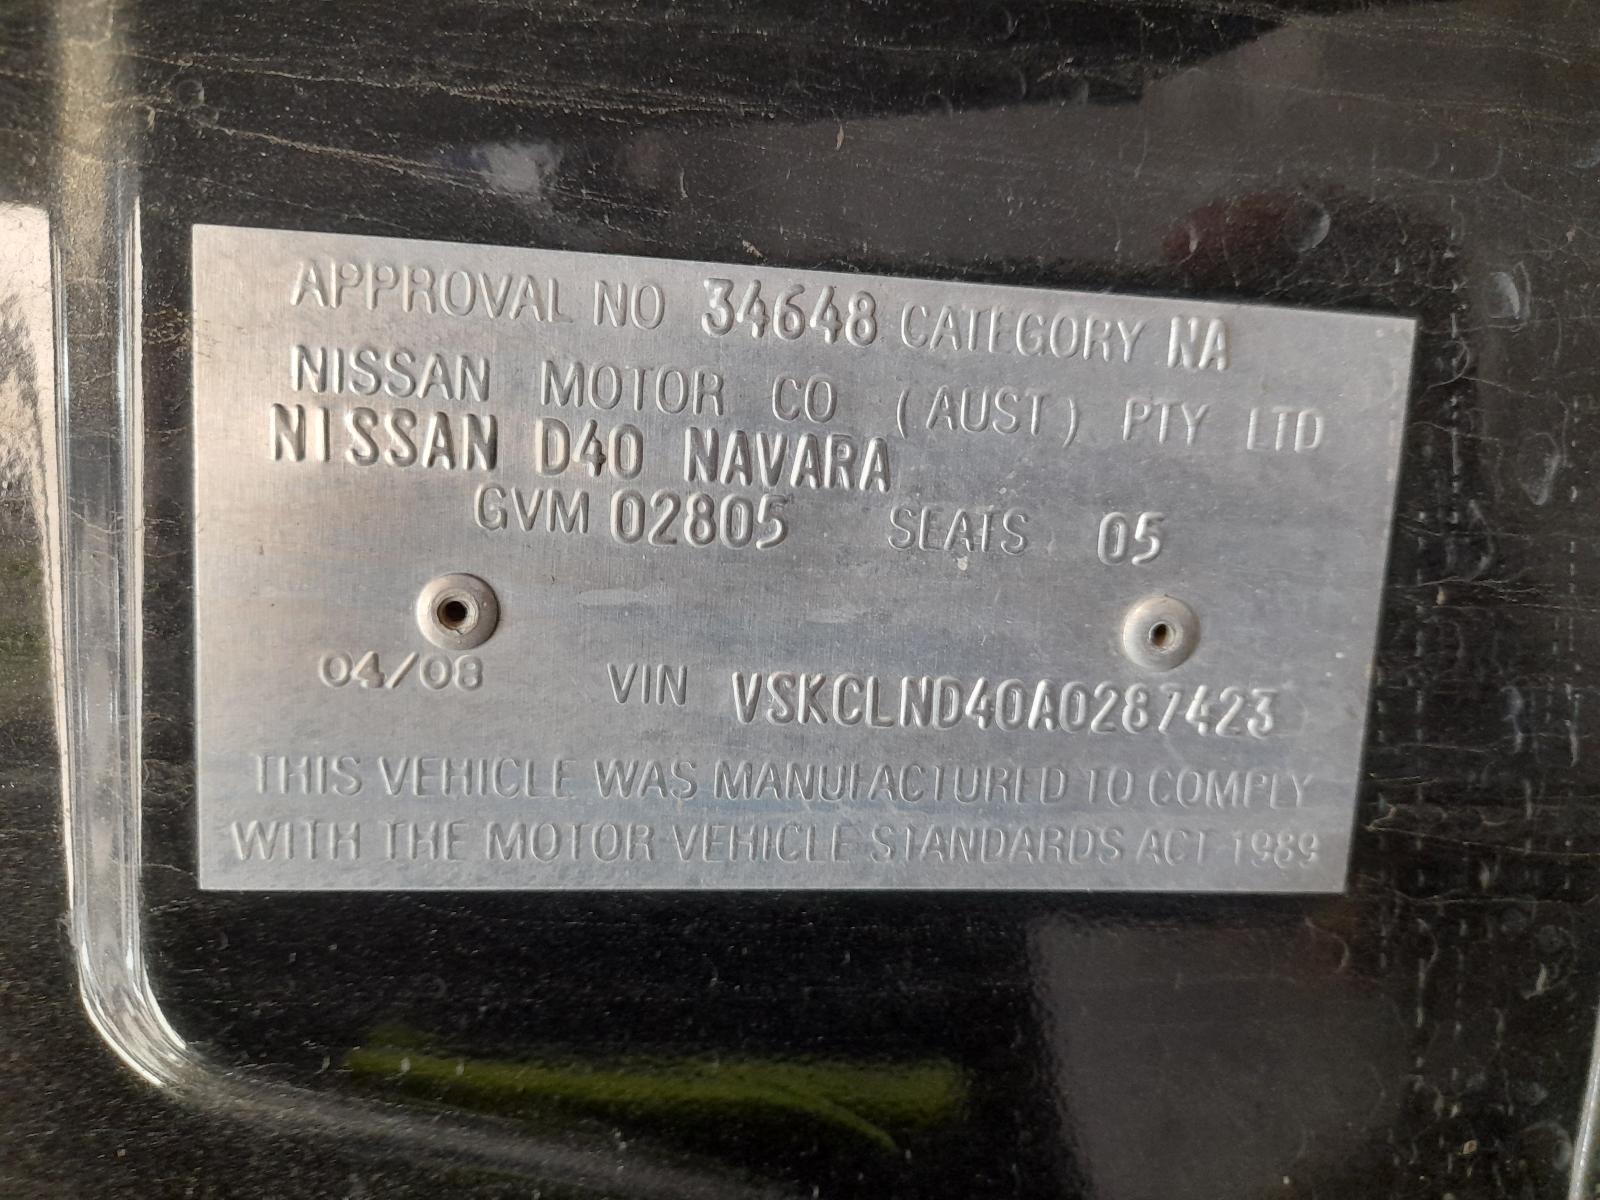 APPROVAL NO 34648 CATEGORY NA
NISSAN MOTOR CO (AUST) PTY LTD
NISSAN D40 NAVARA
GVM 02805 SEATS 05
04/08 VIN VSKCLND40A0287423
THIS VEHICLE WAS MANUFACTURED TO COMPLY
WITH THE MOTOR VEHICLE STANDARDS ACT 1989